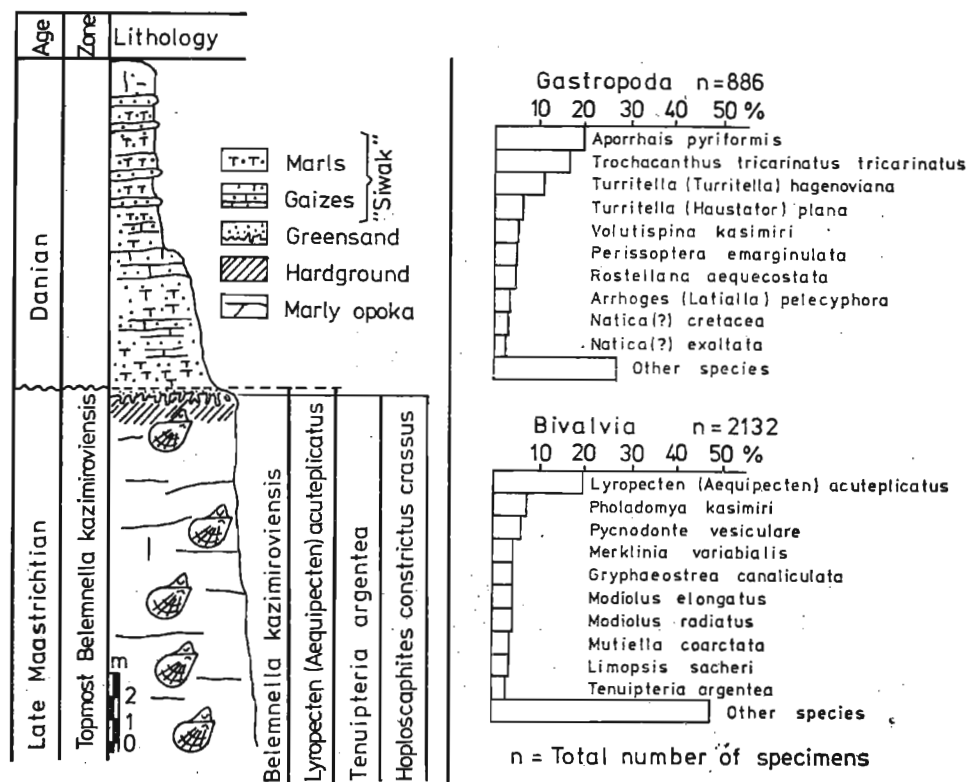 Age
Zone
Lithology
Danian
Late Maastrichtian
Topmost Belemnella kazimiroviensis
m
2
1
0
Marls
Gaizes
"Siwak"
Greensand
Hardground
Marly opoka
Belemnella kazimiroviensis
Lyropecten (Aequipecten) acuteplicatus
Tenuipteria argentea
Hoploscaphites constrictus crassus
Gastropoda n=886
10 20 30 40 50 %
Aporrhais pyriformis
Trochacanthus tricarinatus tricarinatus
Turritella (Turritella) hagenoviana
Turritella (Haustator) plana
Volutispina kasimiri
Perissoptera emarginulata
Rostellana aequecostata
Arrhoges (Latialla) pelecyphora
Natica(?) cretacea
Natica(?) exaltata
Other species
Bivalvia n=2132
10 20 30 40 50 %
Lyropecten (Aequipecten) acuteplicatus
Pholadomya kasimiri
Pycnodonte vesiculare
Merklinia variabialis
Gryphaeostrea canaliculata
Modiolus elongatus
Modiolus radiatus
Mutiella coarctata
Limopsis sacheri
Tenuipteria argentea
Other species
n = Total number of specimens